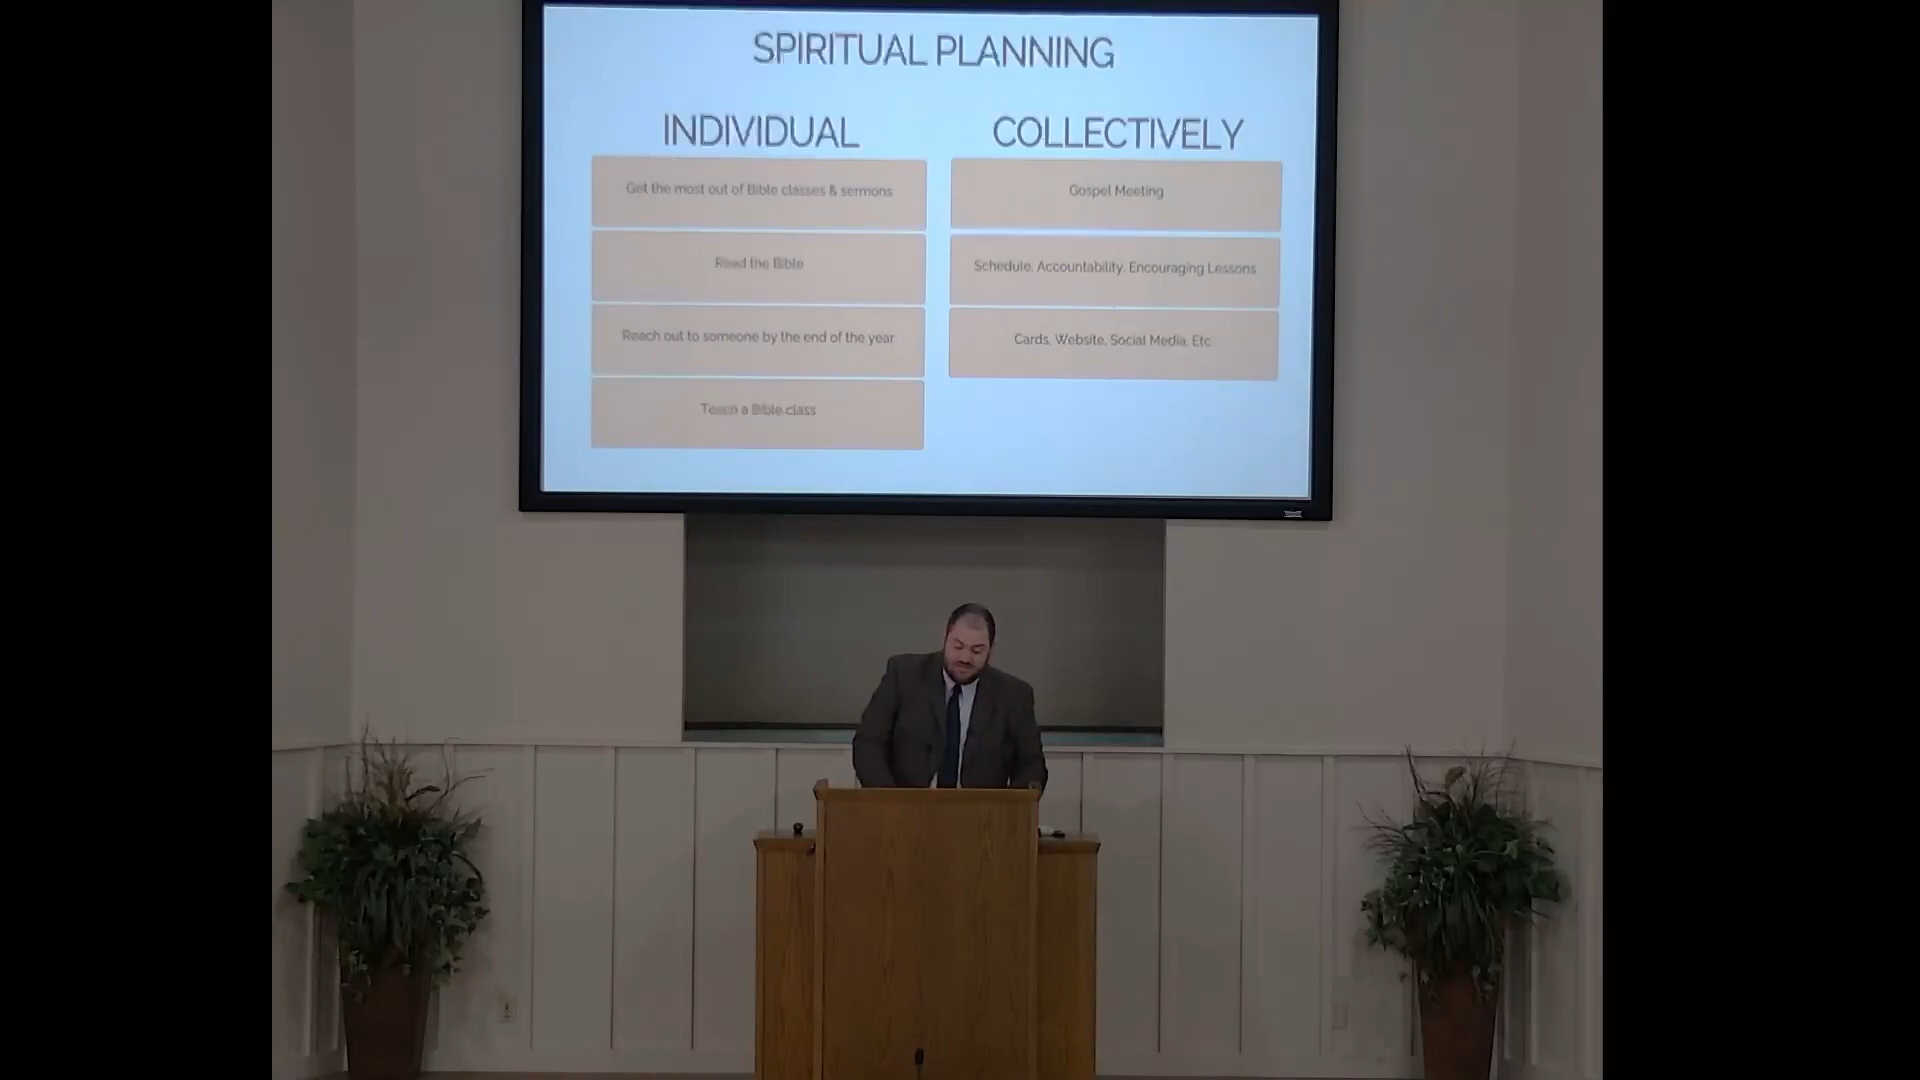 SPIRITUAL PLANNING
INDIVIDUAL
Get the most out of Bible classes & sermons
Read the Bible
Reach out to someone by the end of the year
Teach a Bible class
COLLECTIVELY
Gospel Meeting
Schedule, Accountability, Encouraging Lessons
Cards, Website, Social Media, Etc